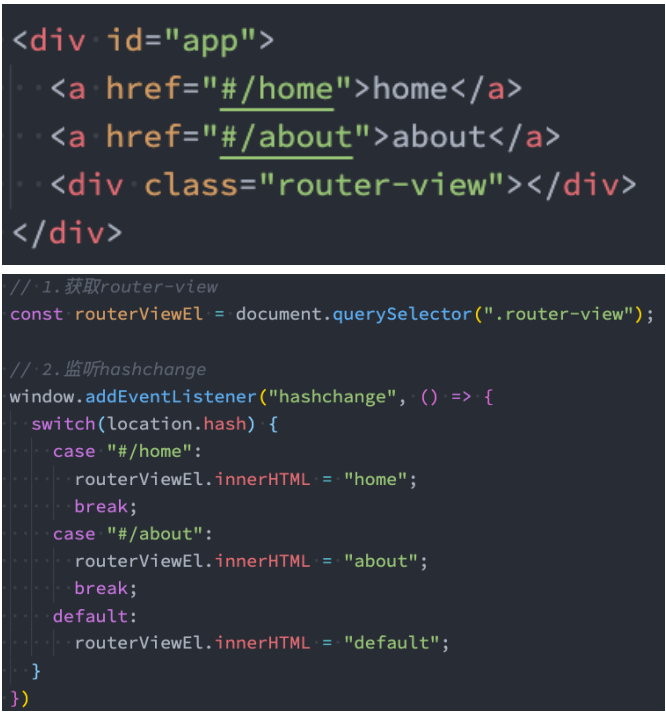 <div id="app">
<a href="#/home">home</a>
<a href="#/about">about</a>
<div class="router-view"></div>
</div>
// 1.获取router-view
const routerViewEl = document.querySelector(".router-view");
// 2.监听hashchange
window.addEventListener("hashchange", () => {
switch(location.hash) {
case "#/home":
routerViewEl.innerHTML = "home";
break;
case "#/about":
routerViewEl.innerHTML = "about";
break;
default:
routerViewEl.innerHTML = "default";
}
})